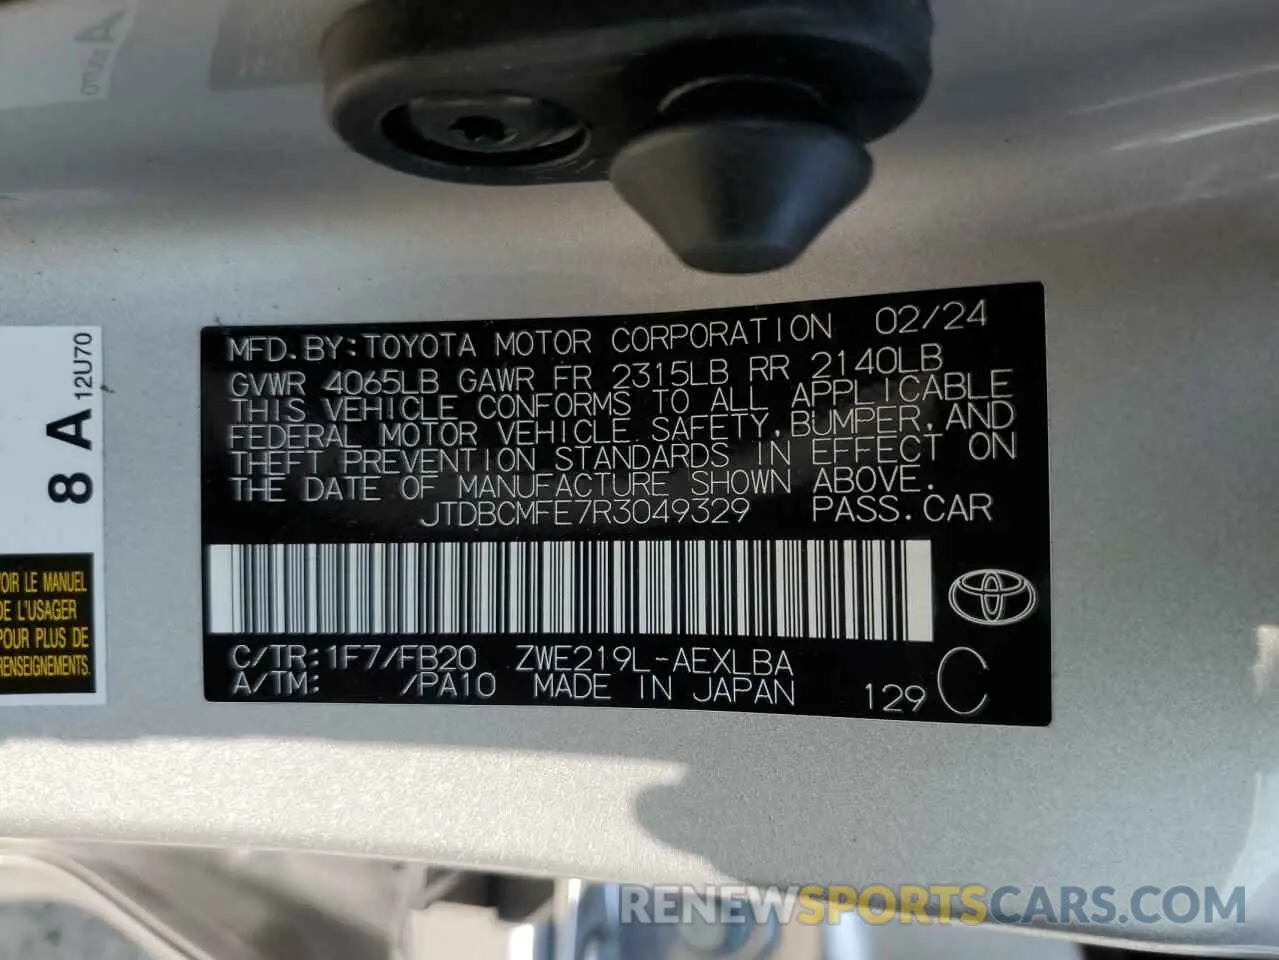 MFD.BY:TOYOTA MOTOR CORPORATION 02/24
GVWR 4065LB GAWR FR 2315LB RR 2140LB
THIS VEHICLE CONFORMS TO ALL APPLICABLE
FEDERAL MOTOR VEHICLE SAFETY,BUMPER,AND
THEFT PREVENTION STANDARDS IN EFFECT ON
THE DATE OF MANUFACTURE SHOWN ABOVE.
JTDBCMFE7R3049329 PASS.CAR
C/TR:1F7/FB20 ZWE219L-AEXLBA
A/TM: /PA10 MADE IN JAPAN 129 C
8 A 12U70
VOIR LE MANUEL
DE L'USAGER
POUR PLUS DE
RENSEIGNEMENTS.
RENEWSPORTSCARS.COM